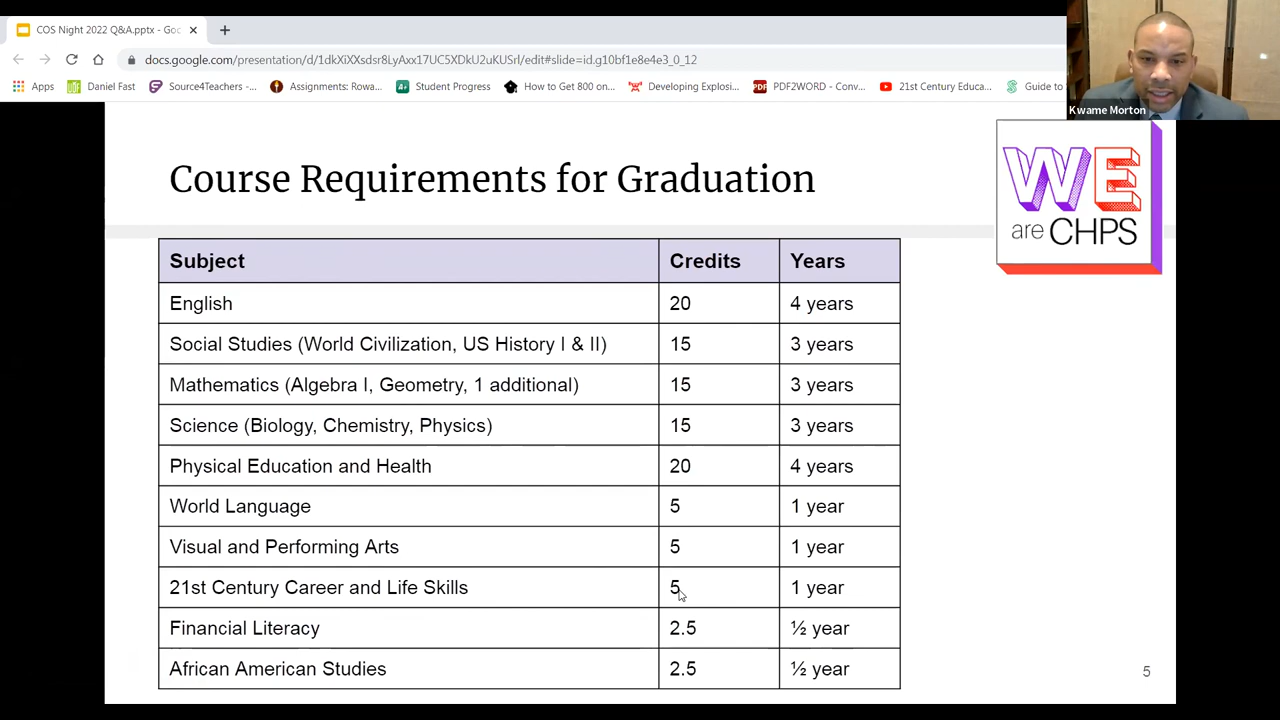 COS Night 2022 Q&A.pptx - Goo
docs.google.com/presentation/d/1dkXiXXsdsr8LyAxx17UC5XDkU2uKUSrl/edit#slide=id.g10bf1e8e4e3_0_12
Apps Daniel Fast Source4Teachers -... Assignments: Rowa... Student Progress How to Get 800 on... Developing Explosi... PDF2WORD - Conv... 21st Century Educa... Guide to
Kwame Morton
WE
are CHPS
Course Requirements for Graduation
Subject Credits Years
English 20 4 years
Social Studies (World Civilization, US History I & II) 15 3 years
Mathematics (Algebra I, Geometry, 1 additional) 15 3 years
Science (Biology, Chemistry, Physics) 15 3 years
Physical Education and Health 20 4 years
World Language 5 1 year
Visual and Performing Arts 5 1 year
21st Century Career and Life Skills 5 1 year
Financial Literacy 2.5 ½ year
African American Studies 2.5 ½ year
5